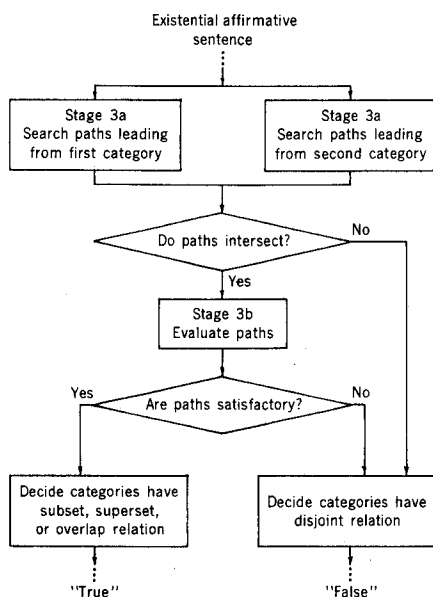 Existential affirmative
sentence
Stage 3a
Search paths leading
from first category
Stage 3a
Search paths leading
from second category
Do paths intersect?
No
Yes
Stage 3b
Evaluate paths
Yes
Are paths satisfactory?
No
Decide categories have
subset, superset,
or overlap relation
Decide categories have
disjoint relation
"True"
"False"